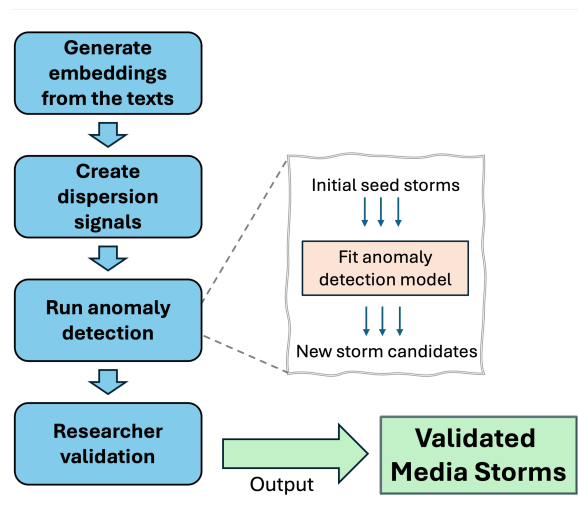 Generate
embeddings
from the texts
Create
dispersion
signals
Run anomaly
detection
Initial seed storms
Fit anomaly
detection model
New storm candidates
Researcher
validation
Output
Validated
Media Storms